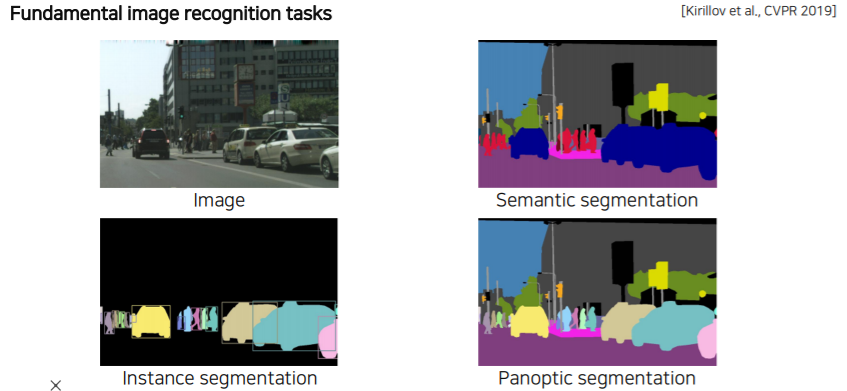 Fundamental image recognition tasks
[Kirillov et al., CVPR 2019]
Image
Semantic segmentation
Instance segmentation
Panoptic segmentation
×